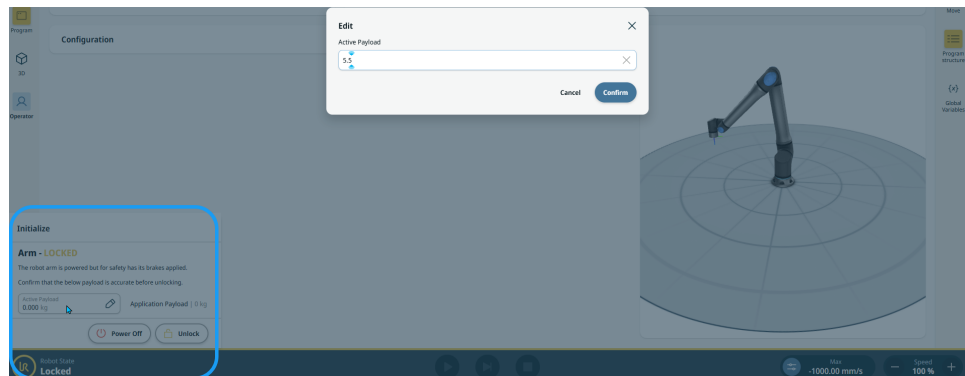 Program
3D
Operator
Configuration
Edit
Active Payload
5.5
Cancel
Confirm
Move
Program structure
{x}
Global Variables
Initialize
Arm - LOCKED
The robot arm is powered but for safety has its brakes applied.
Confirm that the below payload is accurate before unlocking.
Active Payload
0.000 kg
Application Payload | 0 kg
Power Off
Unlock
UR
Robot State
Locked
Max
-1000.00 mm/s
Speed
− 100 % +